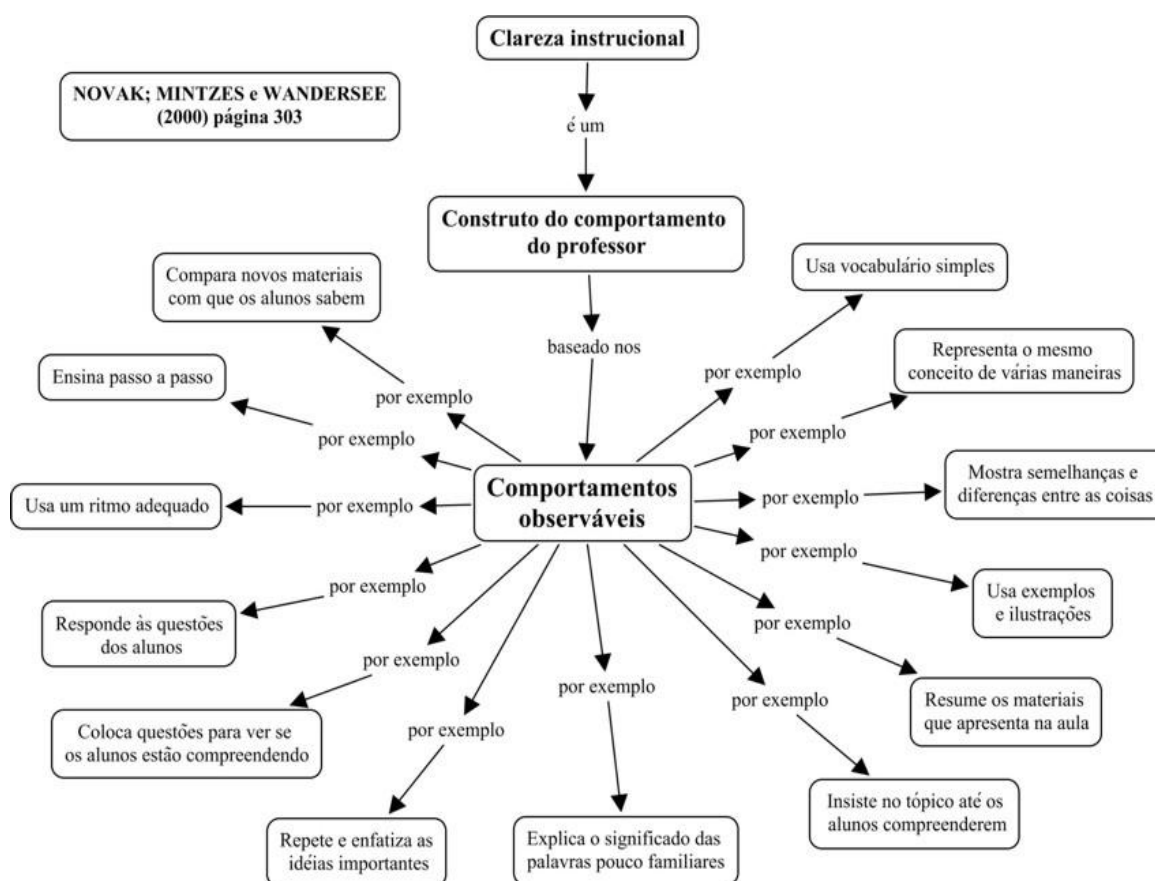 Clareza instrucional
NOVAK; MINTZES e WANDERSEE
(2000) página 303
é um
Construto do comportamento
do professor
baseado nos
Comportamentos
observáveis
por exemplo
Compara novos materiais
com que os alunos sabem
por exemplo
Ensina passo a passo
por exemplo
Usa um ritmo adequado
por exemplo
Responde às questões
dos alunos
por exemplo
Coloca questões para ver se
os alunos estão compreendendo
por exemplo
Repete e enfatiza as
idéias importantes
por exemplo
Explica o significado das
palavras pouco familiares
por exemplo
Insiste no tópico até os
alunos compreenderem
por exemplo
Resume os materiais
que apresenta na aula
por exemplo
Usa exemplos
e ilustrações
por exemplo
Mostra semelhanças e
diferenças entre as coisas
por exemplo
Representa o mesmo
conceito de várias maneiras
por exemplo
Usa vocabulário simples